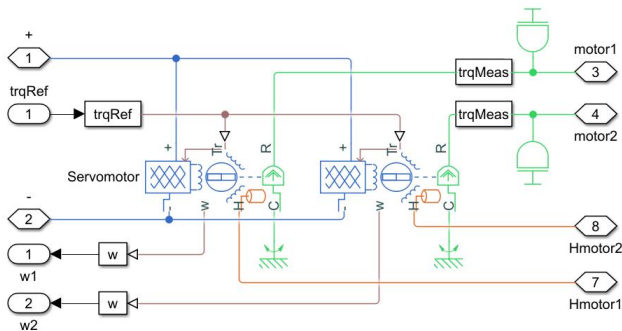 +
1
motor1
trqMeas
3
trqRef
1
trqRef
trqMeas
4
motor2
+
Tr
R
+
Tr
R
Servomotor
-
w
H
C
-
w
H
C
-
2
8
Hmotor2
1
w
w1
7
Hmotor1
2
w
w2